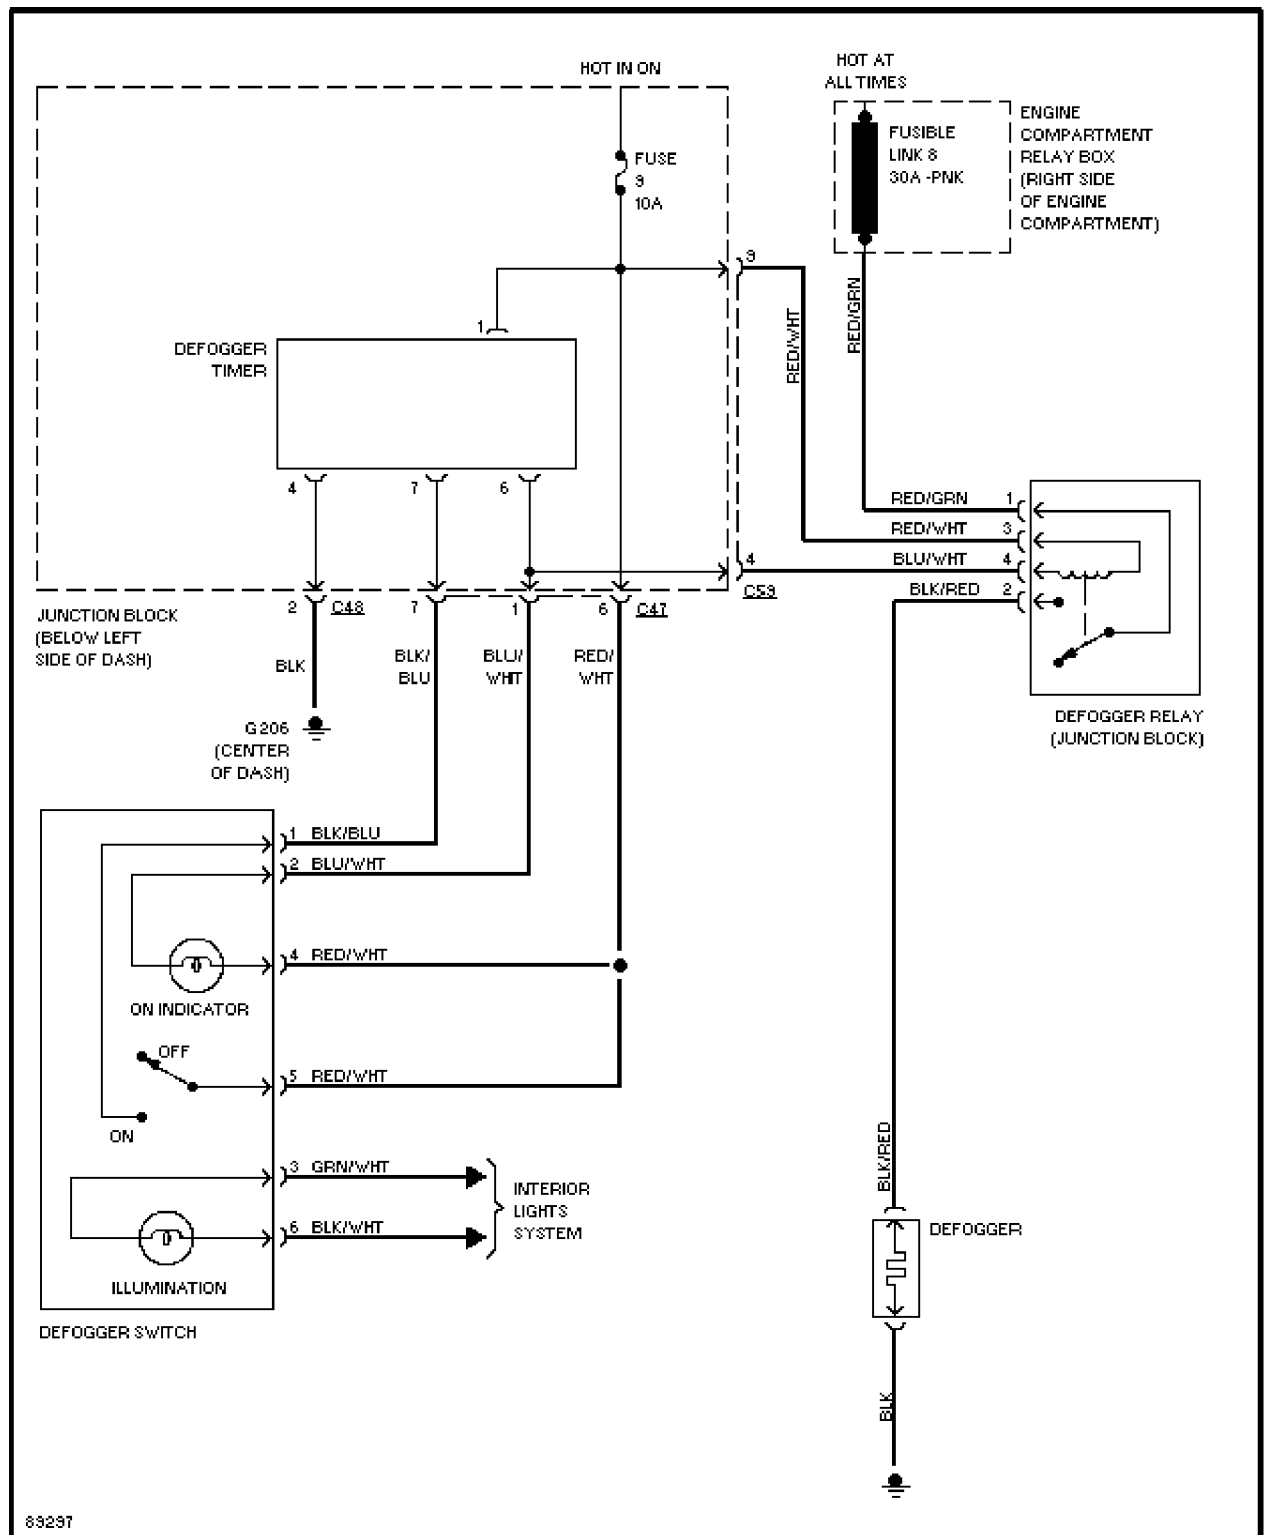 HOT IN ON
HOT AT
ALL TIMES
FUSE
9
10A
FUSIBLE
LINK 8
30A -PNK
ENGINE
COMPARTMENT
RELAY BOX
(RIGHT SIDE
OF ENGINE
COMPARTMENT)
9
RED/WHT
RED/GRN
1
DEFOGGER
TIMER
4
7
6
RED/GRN 1
RED/WHT 3
4
BLU/WHT 4
C53
BLK/RED 2
DEFOGGER RELAY
(JUNCTION BLOCK)
JUNCTION BLOCK
(BELOW LEFT
SIDE OF DASH)
2 C48
7
1
6 C47
BLK
BLK/
BLU
BLU/
WHT
RED/
WHT
G206
(CENTER
OF DASH)
1 BLK/BLU
2 BLU/WHT
4 RED/WHT
ON INDICATOR
OFF
5 RED/WHT
ON
3 GRN/WHT
6 BLK/WHT
INTERIOR
LIGHTS
SYSTEM
ILLUMINATION
DEFOGGER SWITCH
BLK/RED
DEFOGGER
BLK
89297